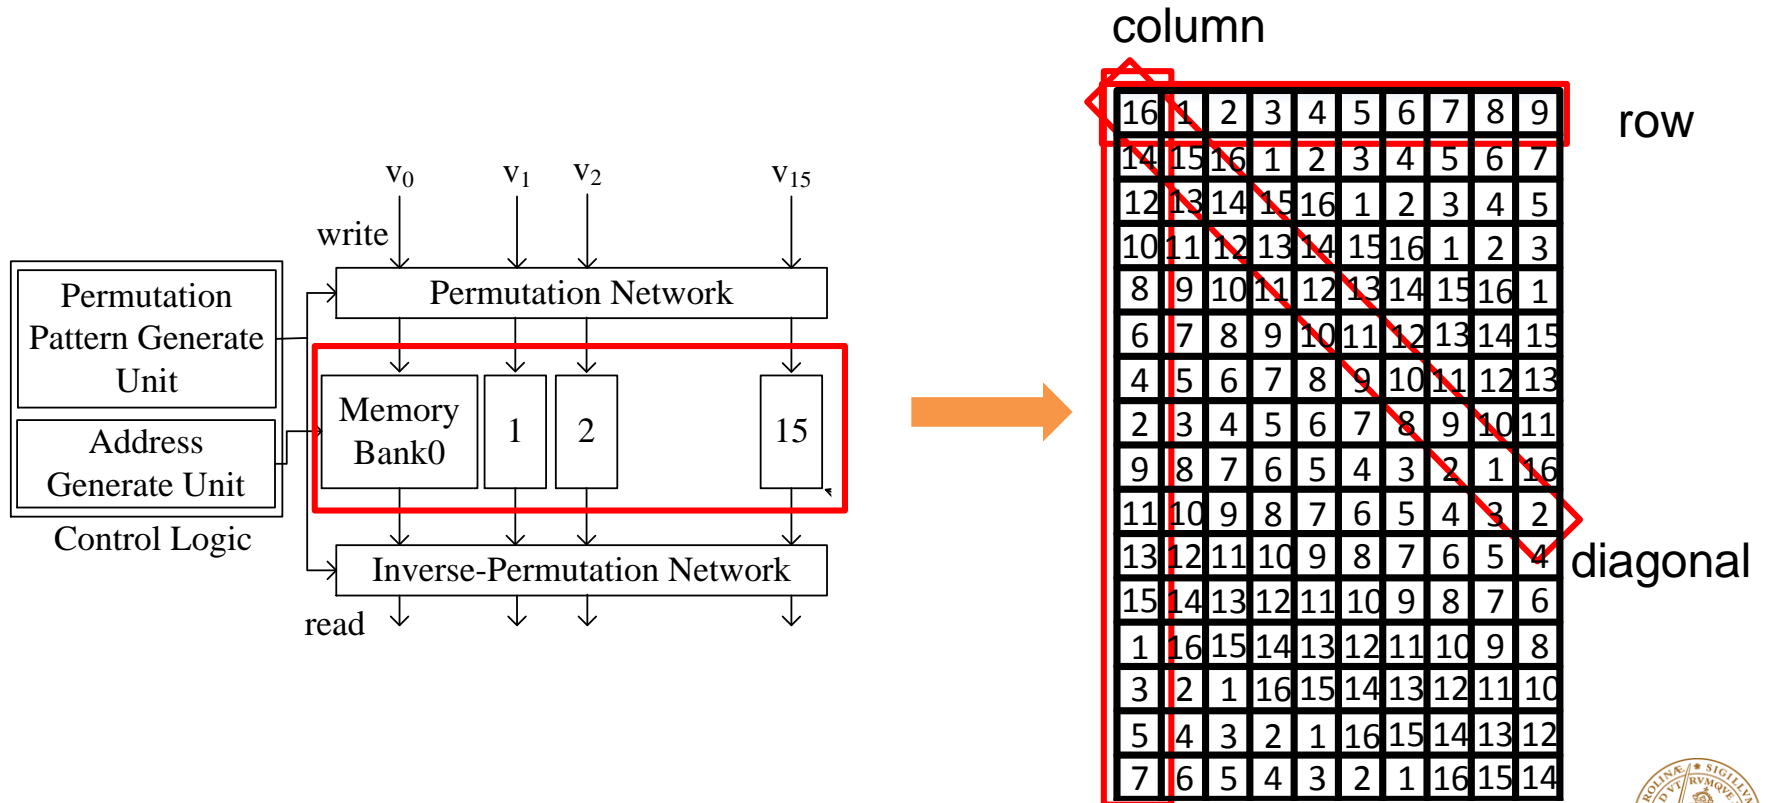 column
row
v0 v1 v2 v15
write
Permutation Network
Permutation
Pattern Generate
Unit
Address
Generate Unit
Control Logic
Memory
Bank0
1 2 15
Inverse-Permutation Network
read
16 1 2 3 4 5 6 7 8 9
14 15 16 1 2 3 4 5 6 7
12 13 14 15 16 1 2 3 4 5
10 11 12 13 14 15 16 1 2 3
8 9 10 11 12 13 14 15 16 1
6 7 8 9 10 11 12 13 14 15
4 5 6 7 8 9 10 11 12 13
2 3 4 5 6 7 8 9 10 11
9 8 7 6 5 4 3 2 1 16
11 10 9 8 7 6 5 4 3 2
13 12 11 10 9 8 7 6 5 4
15 14 13 12 11 10 9 8 7 6
1 16 15 14 13 12 11 10 9 8
3 2 1 16 15 14 13 12 11 10
5 4 3 2 1 16 15 14 13 12
7 6 5 4 3 2 1 16 15 14
diagonal